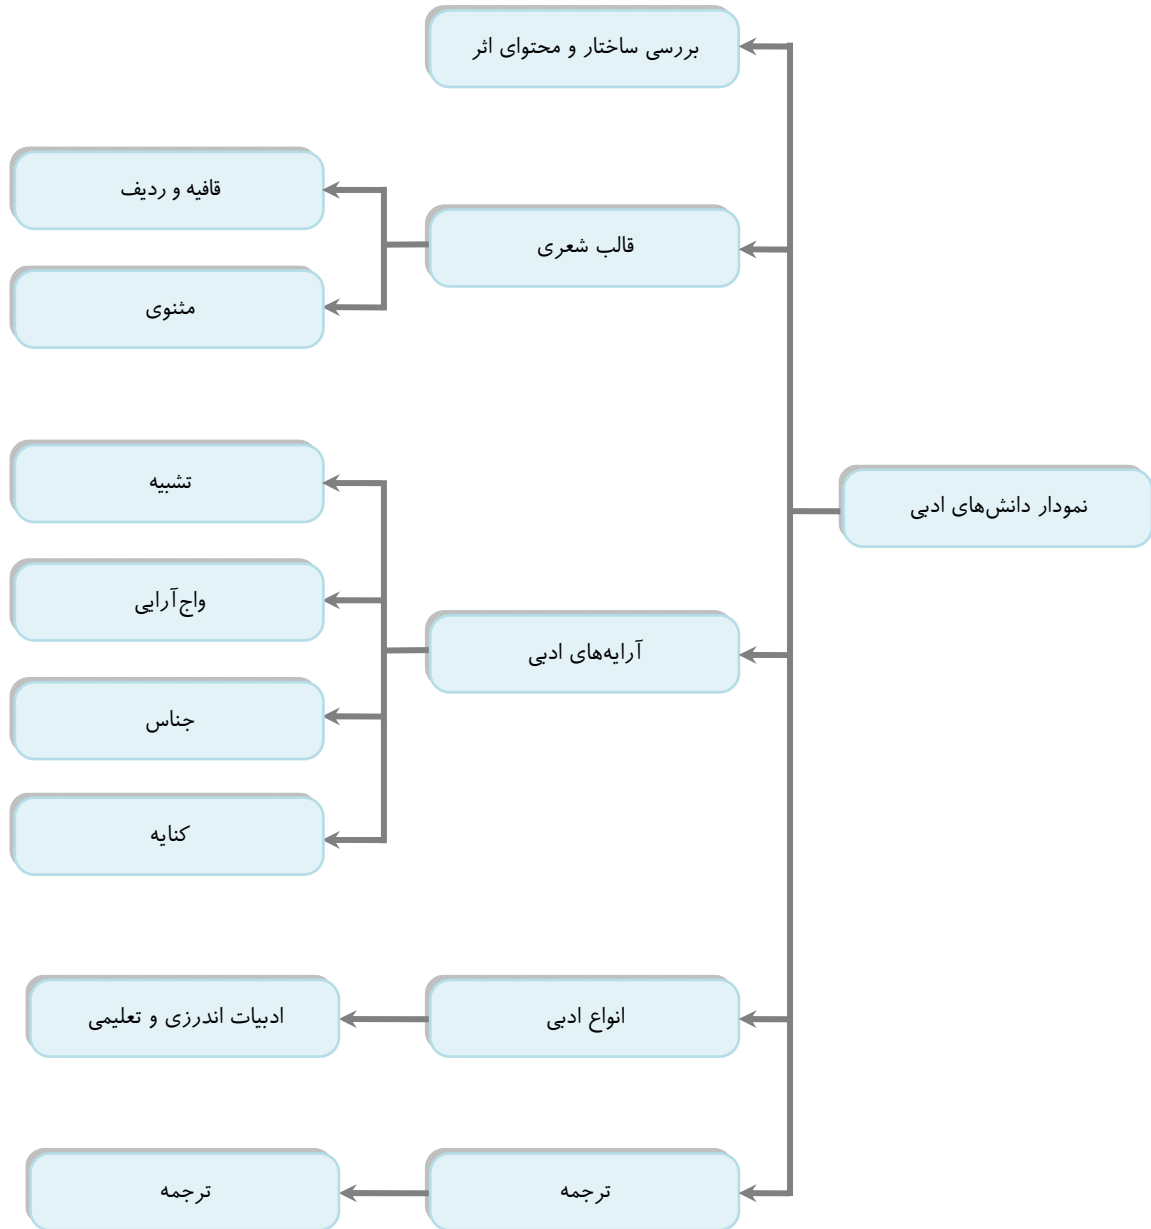 نمودار دانش‌های ادبی
بررسی ساختار و محتوای اثر
قالب شعری
قافیه و ردیف
مثنوی
آرایه‌های ادبی
تشبیه
واج‌آرایی
جناس
کنایه
انواع ادبی
ادبیات اندرزی و تعلیمی
ترجمه
ترجمه